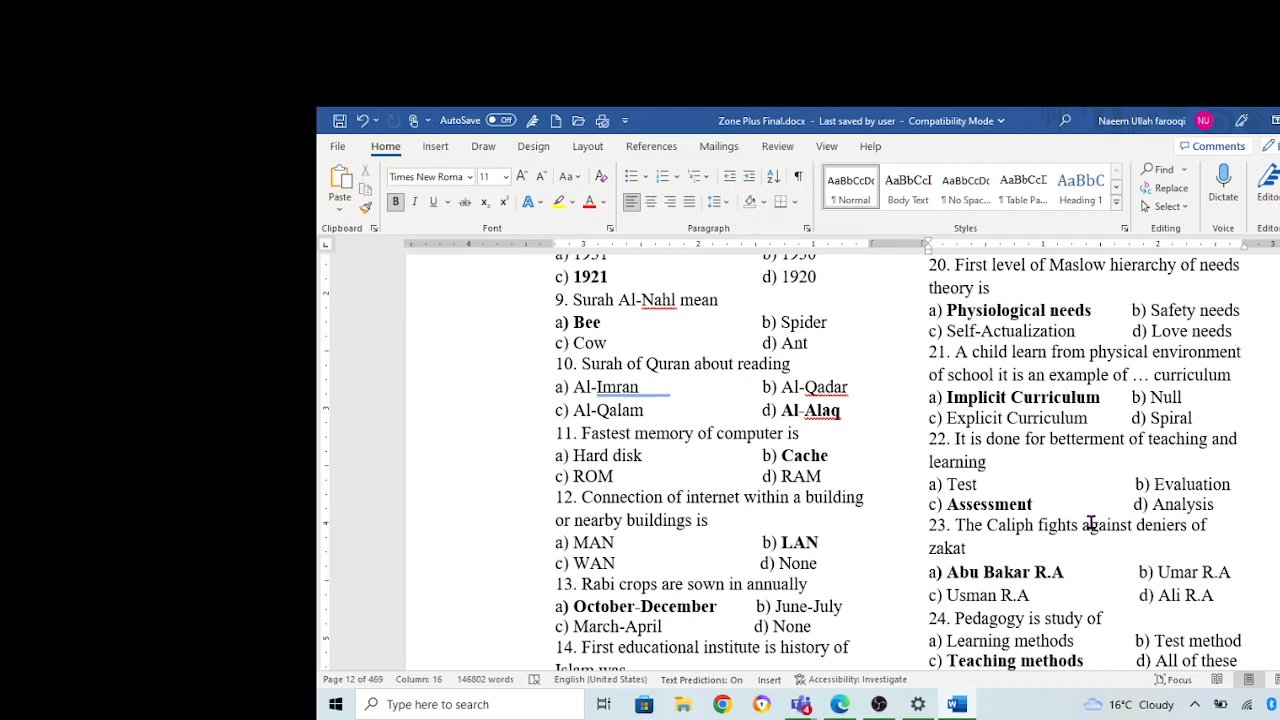 AutoSave Off
Zone Plus Final.docx - Last saved by user - Compatibility Mode
Naeem Ullah farooqi NU
File Home Insert Draw Design Layout References Mailings Review View Help
Comments
Times New Roma 11
Paste
Find
Replace
Select
AaBbCcDc AaBbCcI AaBbCcDc AaBbCcI AaBbC
¶ Normal Body Text ¶ No Spac... ¶ Table Pa... Heading 1
Dictate
Clipboard Font Paragraph Styles Editing Voice
c) 1921 d) 1920
9. Surah Al-Nahl mean
a) Bee b) Spider
c) Cow d) Ant
10. Surah of Quran about reading
a) Al-Imran b) Al-Qadar
c) Al-Qalam d) Al-Alaq
11. Fastest memory of computer is
a) Hard disk b) Cache
c) ROM d) RAM
12. Connection of internet within a building
or nearby buildings is
a) MAN b) LAN
c) WAN d) None
13. Rabi crops are sown in annually
a) October-December b) June-July
c) March-April d) None
14. First educational institute is history of
Islam was
20. First level of Maslow hierarchy of needs
theory is
a) Physiological needs b) Safety needs
c) Self-Actualization d) Love needs
21. A child learn from physical environment
of school it is an example of … curriculum
a) Implicit Curriculum b) Null
c) Explicit Curriculum d) Spiral
22. It is done for betterment of teaching and
learning
a) Test b) Evaluation
c) Assessment d) Analysis
23. The Caliph fights against deniers of
zakat
a) Abu Bakar R.A b) Umar R.A
c) Usman R.A d) Ali R.A
24. Pedagogy is study of
a) Learning methods b) Test method
c) Teaching methods d) All of these
Page 12 of 469 Column: 16 146802 words English (United States) Text Predictions: On Insert Accessibility: Investigate Focus
Type here to search
16°C Cloudy